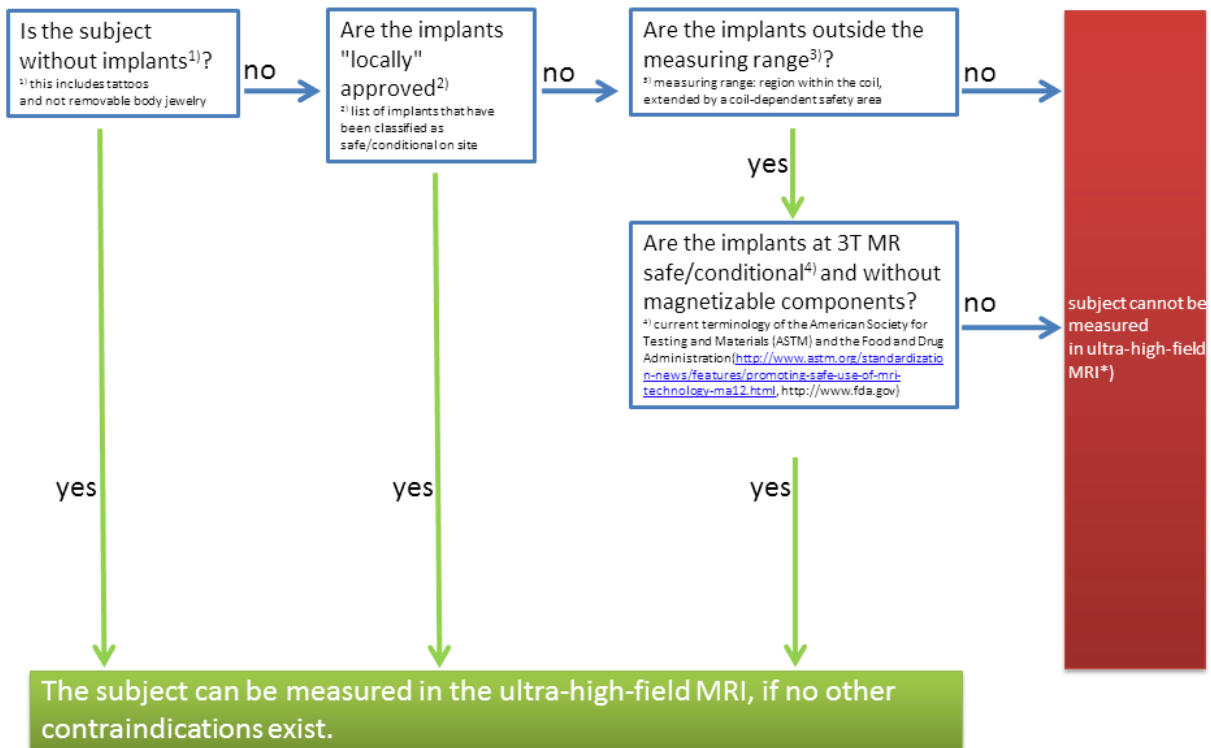 Is the subject
without implants1)?
1) this includes tattoos
and not removable body jewelry
no
Are the implants
"locally"
approved2)
2) list of implants that have
been classified as
safe/conditional on site
no
Are the implants outside the
measuring range3)?
3) measuring range: region within the coil,
extended by a coil-dependent safety area
no
yes
Are the implants at 3T MR
safe/conditional4) and without
magnetizable components?
4) current terminology of the American Society for
Testing and Materials (ASTM) and the Food and Drug
Administration(http://www.astm.org/standardizatio
n-news/features/promoting-safe-use-of-mri-
technology-ma12.html, http://www.fda.gov)
no
subject cannot be
measured
in ultra-high-field
MRI*)
yes
yes
yes
The subject can be measured in the ultra-high-field MRI, if no other
contraindications exist.